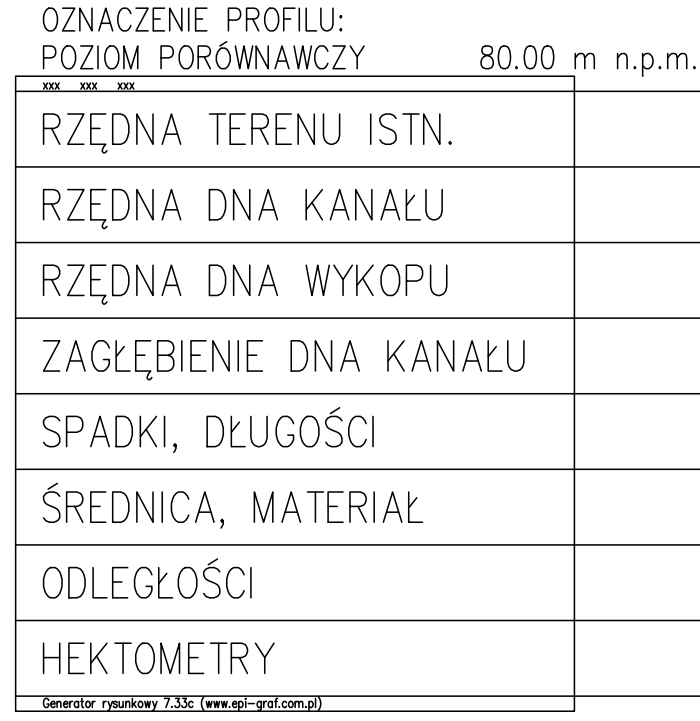 OZNACZENIE PROFILU:
POZIOM PORÓWNAWCZY 80.00 m n.p.m.
xxx xxx xxx
RZĘDNA TERENU ISTN.
RZĘDNA DNA KANAŁU
RZĘDNA DNA WYKOPU
ZAGŁĘBIENIE DNA KANAŁU
SPADKI, DŁUGOŚCI
ŚREDNICA, MATERIAŁ
ODLEGŁOŚCI
HEKTOMETRY
Generator rysunkowy 7.33c (www.epi-graf.com.pl)